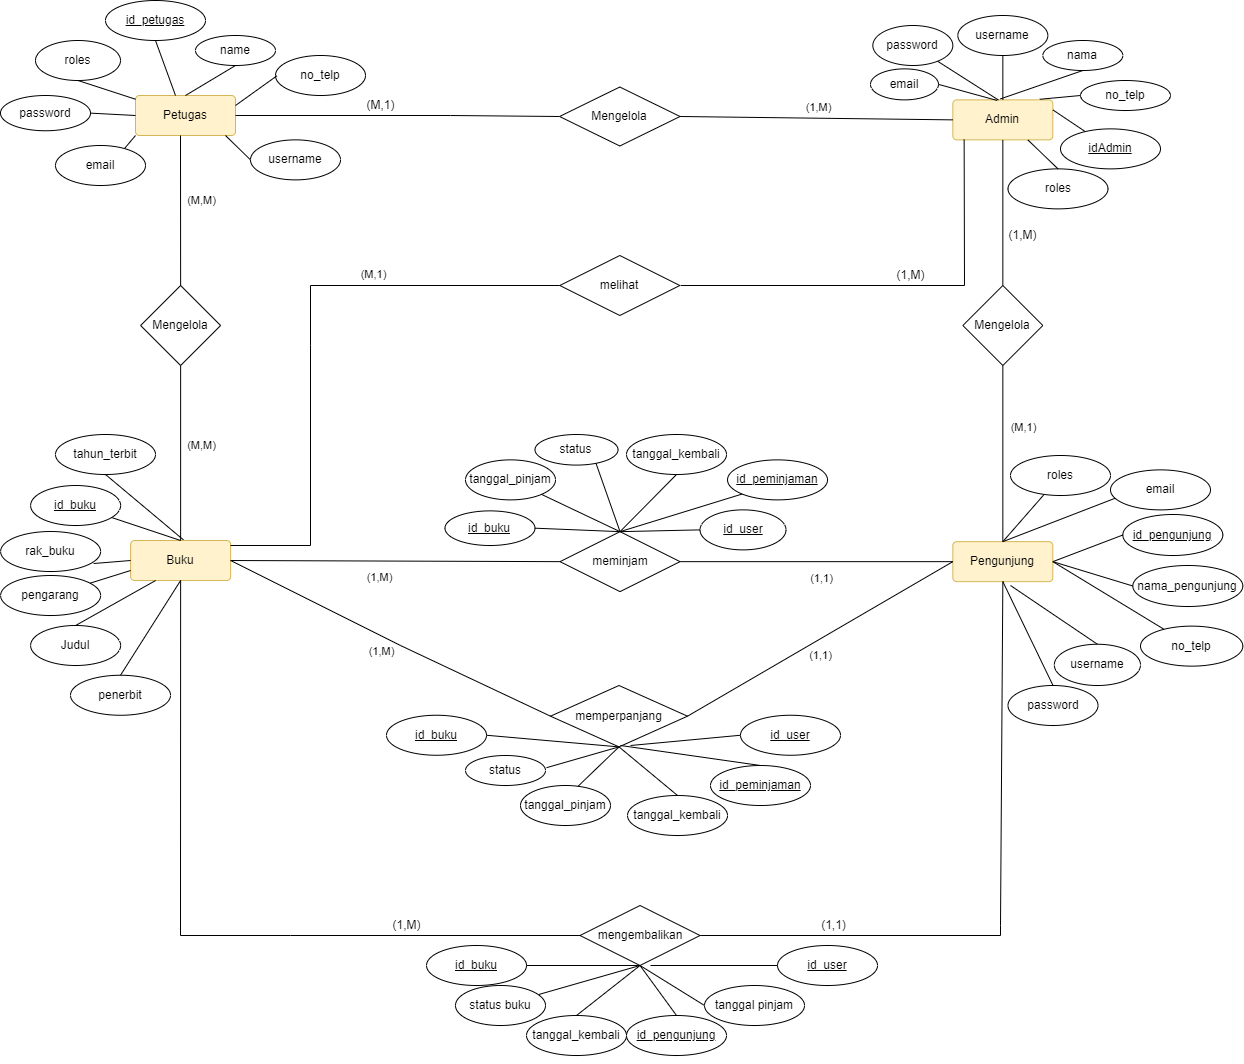 id_petugas
name
roles
no_telp
password
Petugas
email
username
(M,1)
Mengelola
(1,M)
username
password
nama
email
no_telp
Admin
idAdmin
roles
(M,M)
(1,M)
(M,1)
melihat
(1,M)
Mengelola
Mengelola
(M,M)
(M,1)
tahun_terbit
id_buku
rak_buku
Buku
pengarang
Judul
penerbit
status
tanggal_kembali
tanggal_pinjam
id_peminjaman
id_buku
id_user
meminjam
(1,M)
(1,1)
roles
email
id_pengunjung
Pengunjung
nama_pengunjung
no_telp
username
password
(1,M)
(1,1)
memperpanjang
id_buku
id_user
status
id_peminjaman
tanggal_pinjam
tanggal_kembali
(1,M)
mengembalikan
(1,1)
id_buku
id_user
status buku
tanggal pinjam
tanggal_kembali
id_pengunjung